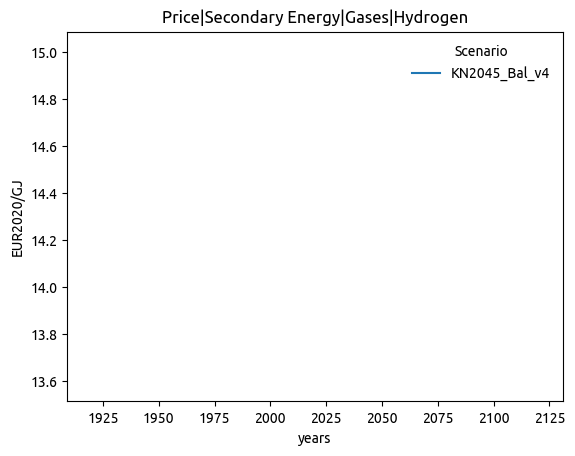 Price|Secondary Energy|Gases|Hydrogen
15.0
14.8
14.6
14.4
14.2
14.0
13.8
13.6
EUR2020/GJ
Scenario
KN2045_Bal_v4
1925 1950 1975 2000 2025 2050 2075 2100 2125
years